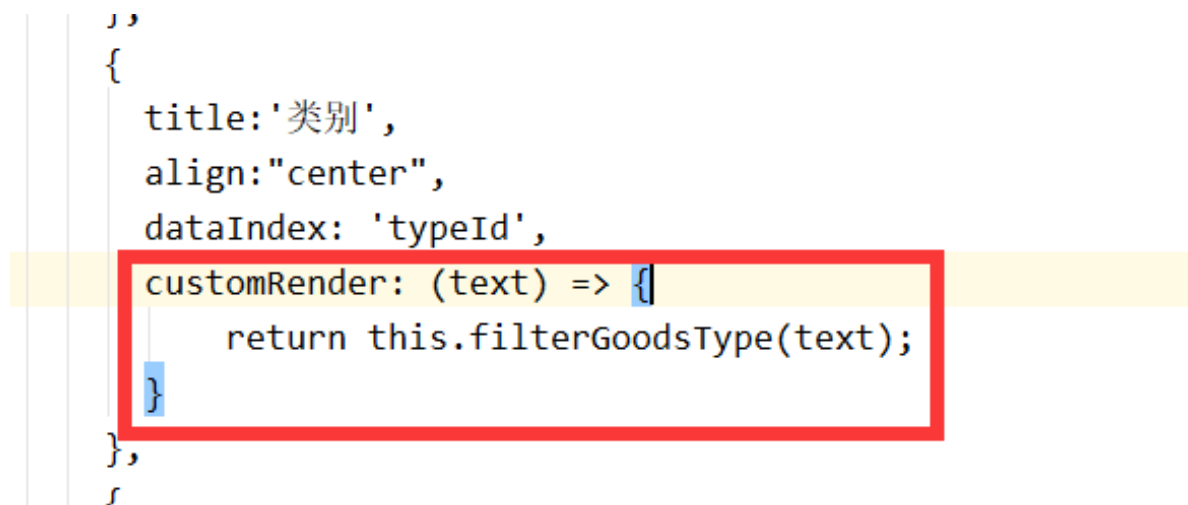 },
{
title:'类别',
align:"center",
dataIndex: 'typeId',
customRender: (text) => {
return this.filterGoodsType(text);
}
},
{